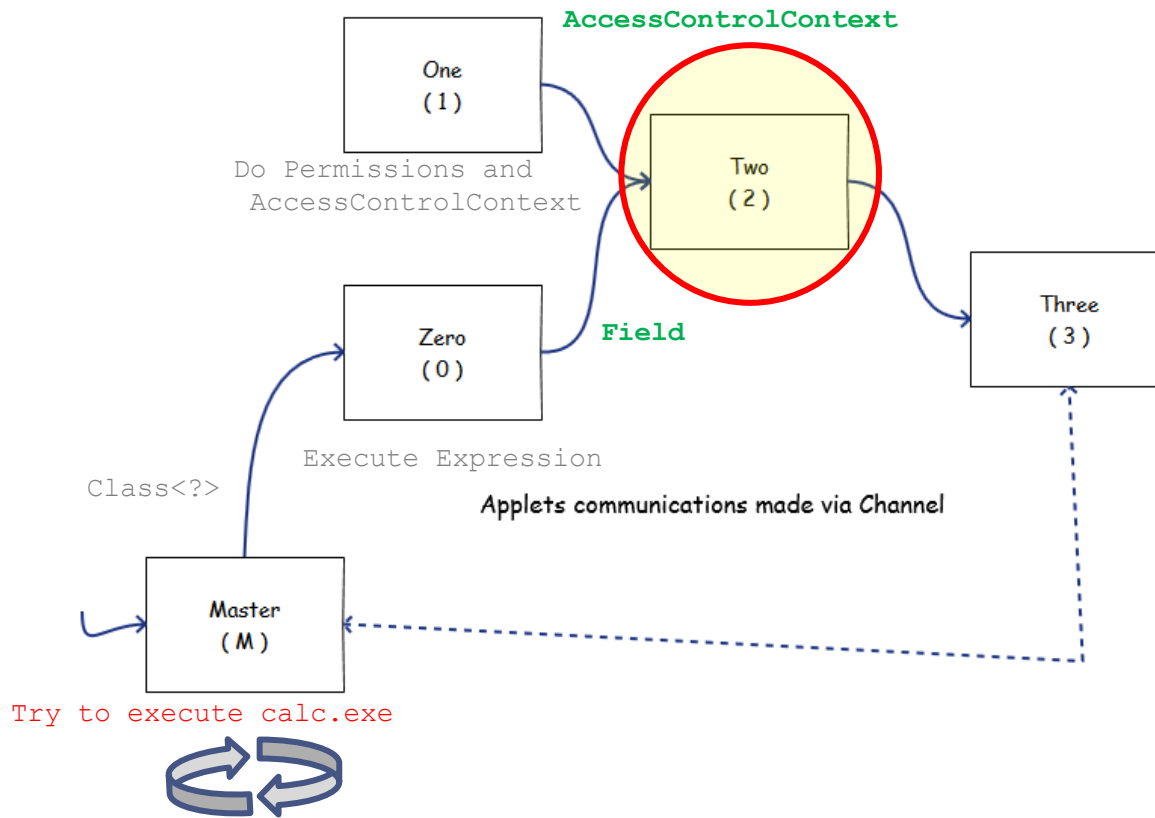 AccessControlContext
One
(1)
Do Permissions and
AccessControlContext
Two
(2)
Three
(3)
Zero
(0)
Field
Execute Expression
Class<?>
Applets communications made via Channel
Master
(M)
Try to execute calc.exe